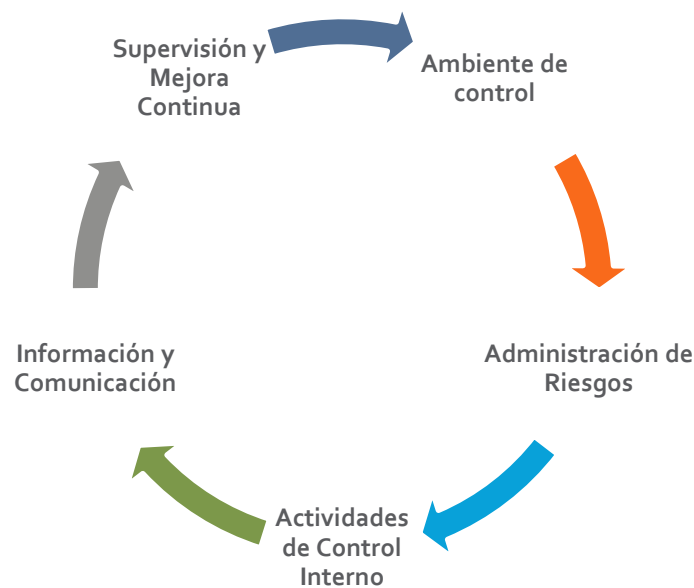 Supervisión y
Mejora
Continua
Ambiente de
control
Administración de
Riesgos
Actividades
de Control
Interno
Información y
Comunicación